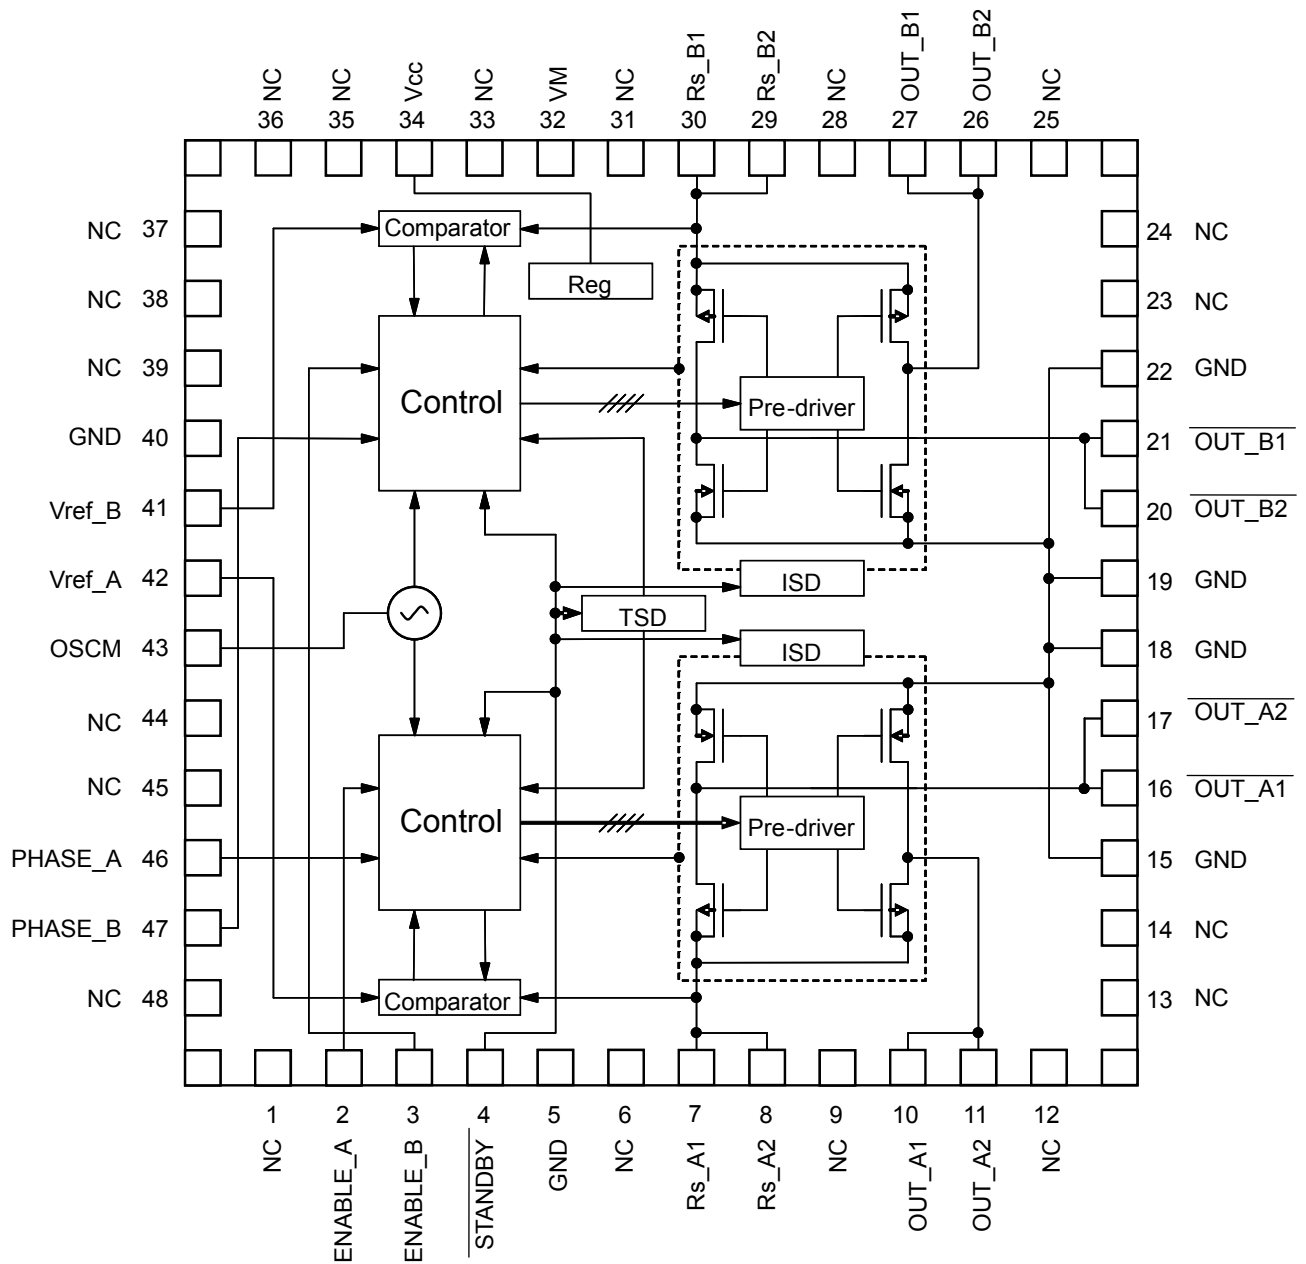 NC 36
NC 35
Vcc 34
NC 33
VM 32
NC 31
Rs_B1 30
Rs_B2 29
NC 28
OUT_B1 27
OUT_B2 26
NC 25
NC 37
NC 38
NC 39
GND 40
Vref_B 41
Vref_A 42
OSCM 43
NC 44
NC 45
PHASE_A 46
PHASE_B 47
NC 48
Comparator
Reg
Control
Pre-driver
ISD
TSD
ISD
Control
Pre-driver
Comparator
24 NC
23 NC
22 GND
21 OUT_B1
20 OUT_B2
19 GND
18 GND
17 OUT_A2
16 OUT_A1
15 GND
14 NC
13 NC
1 NC
2 ENABLE_A
3 ENABLE_B
4 STANDBY
5 GND
6 NC
7 Rs_A1
8 Rs_A2
9 NC
10 OUT_A1
11 OUT_A2
12 NC